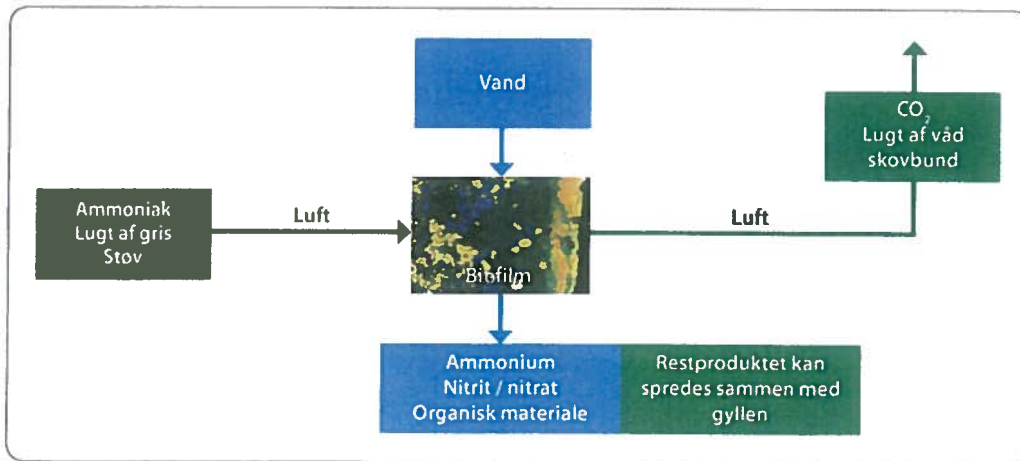 Vand
CO₂
Lugt af våd
skovbund
Ammoniak
Lugt af gris
Støv
Luft
Luft
Biofilm
Ammonium
Nitrit / nitrat
Organisk materiale
Restproduktet kan
spredes sammen med
gyllen